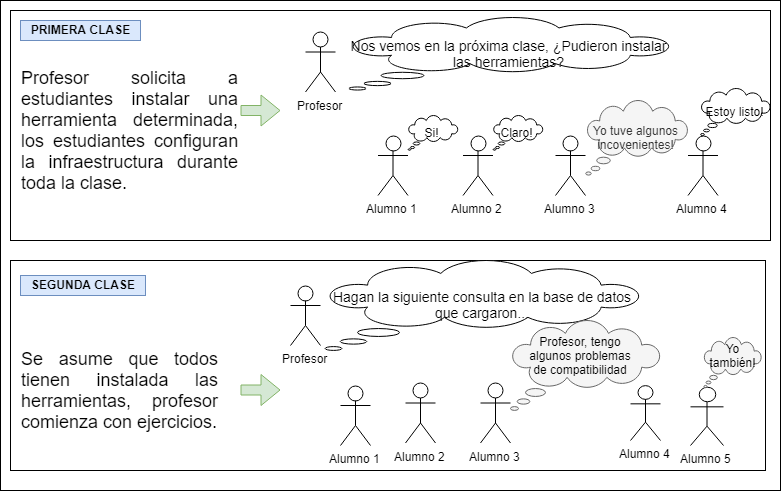 PRIMERA CLASE
Profesor solicita a
estudiantes instalar una
herramienta determinada,
los estudiantes configuran
la infraestructura durante
toda la clase.
Nos vemos en la próxima clase, ¿Pudieron instalar
las herramientas?
Profesor
Si!
Claro!
Yo tuve algunos
incovenientes!
Estoy listo!
Alumno 1
Alumno 2
Alumno 3
Alumno 4
SEGUNDA CLASE
Se asume que todos
tienen instalada las
herramientas, profesor
comienza con ejercicios.
Hagan la siguiente consulta en la base de datos
que cargaron...
Profesor
Profesor, tengo
algunos problemas
de compatibilidad
Yo
también!
Alumno 1
Alumno 2
Alumno 3
Alumno 4
Alumno 5